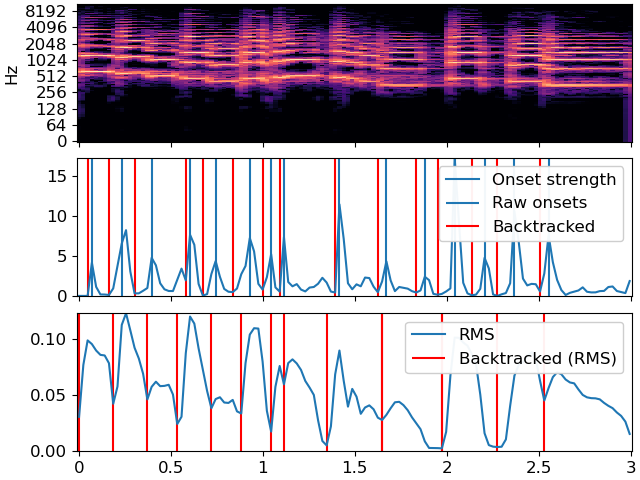 8192
4096
2048
1024
512
256
128
64
0
Hz
15
10
5
0
Onset strength
Raw onsets
Backtracked
0.10
0.05
0.00
RMS
Backtracked (RMS)
0 0.5 1 1.5 2 2.5 3